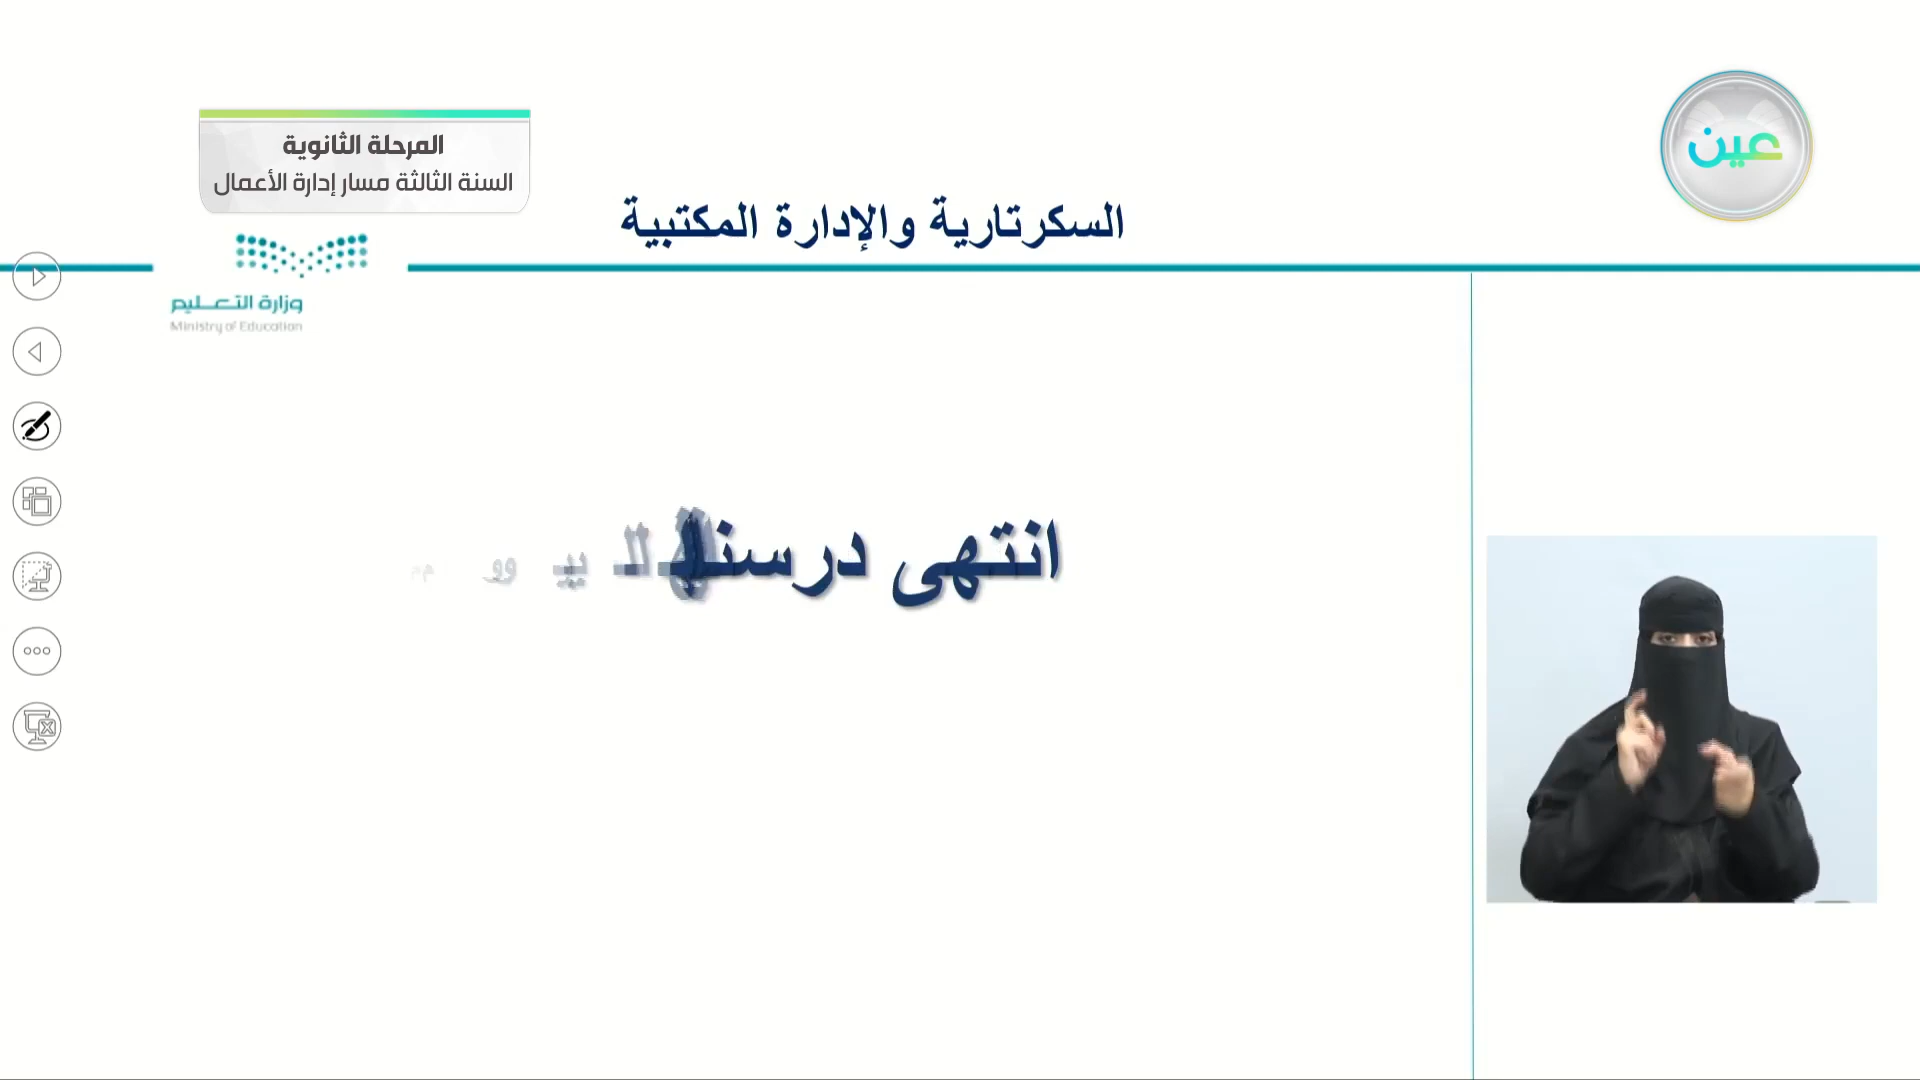 المرحلة الثانوية
السنة الثالثة مسار إدارة الأعمال
عين
السكرتارية والإدارة المكتبية
وزارة التعليم
Ministry of Education
انتهى درسنا